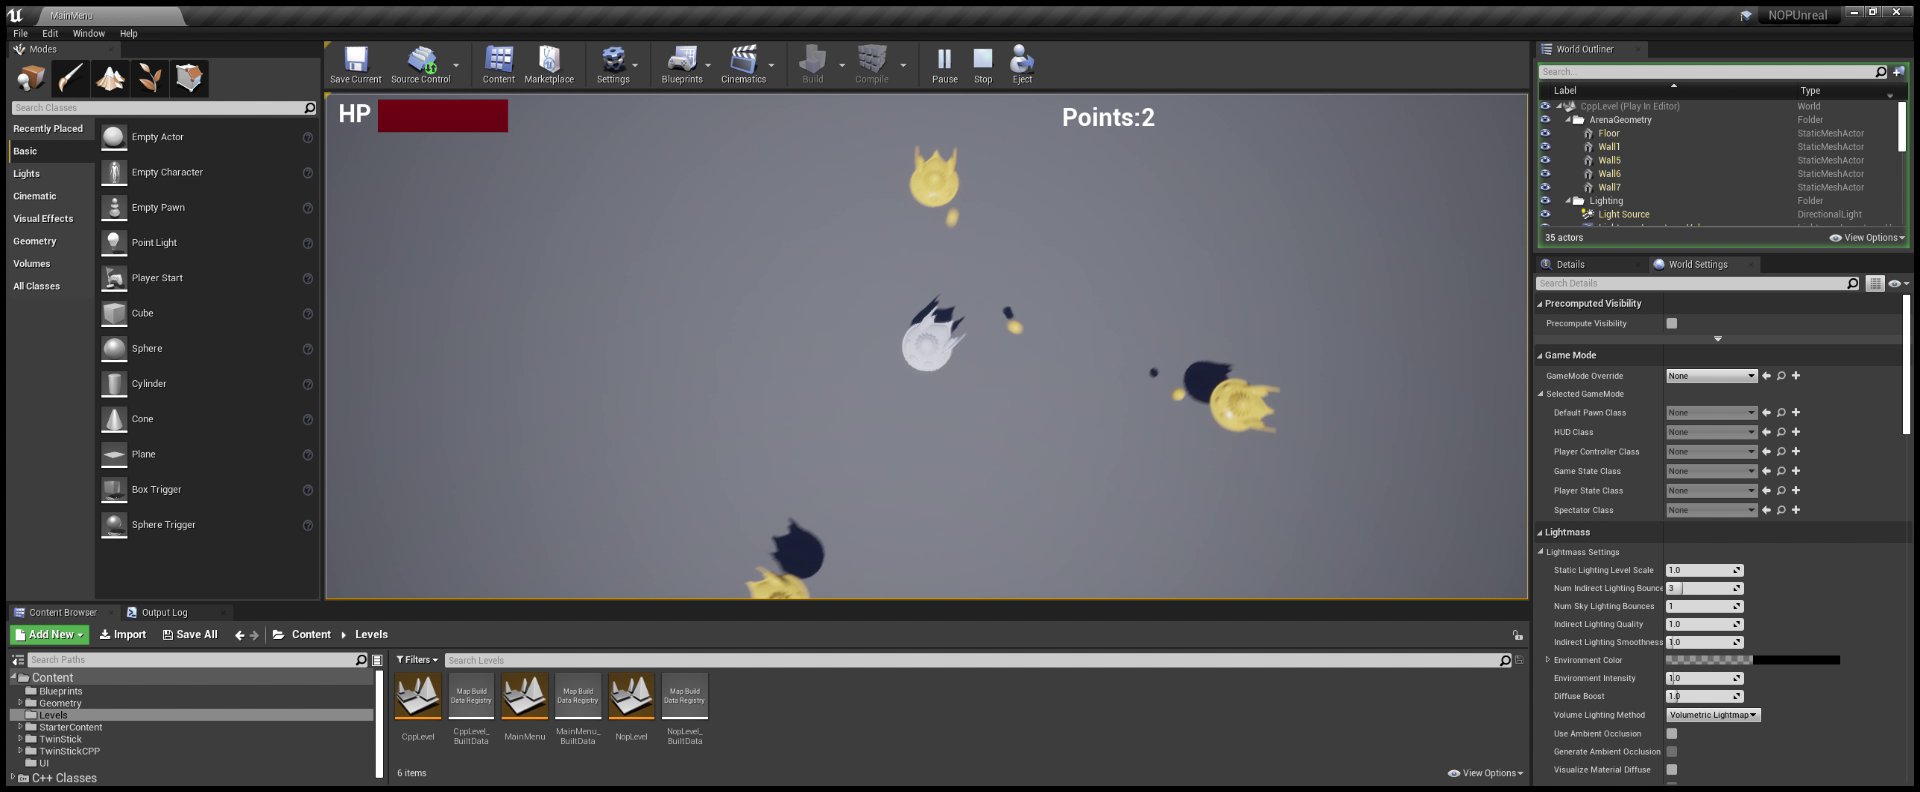 MainMenu
NOPUnreal
File Edit Window Help
Modes
Search Classes
Recently Placed
Basic
Lights
Cinematic
Visual Effects
Geometry
Volumes
All Classes
Empty Actor
Empty Character
Empty Pawn
Point Light
Player Start
Cube
Sphere
Cylinder
Cone
Plane
Box Trigger
Sphere Trigger
Save Current Source Control Content Marketplace Settings Blueprints Cinematics Build Compile Pause Stop Eject
HP
Points:2
World Outliner
Search...
Label Type
CppLevel (Play In Editor) World
ArenaGeometry Folder
Floor StaticMeshActor
Wall1 StaticMeshActor
Wall5 StaticMeshActor
Wall6 StaticMeshActor
Wall7 StaticMeshActor
Lighting Folder
Light Source DirectionalLight
35 actors View Options
Details World Settings
Search Details
Precomputed Visibility
Precompute Visibility
Game Mode
GameMode Override None
Selected GameMode
Default Pawn Class None
HUD Class None
Player Controller Class None
Game State Class None
Player State Class None
Spectator Class None
Lightmass
Lightmass Settings
Static Lighting Level Scale 1.0
Num Indirect Lighting Bounce 3
Num Sky Lighting Bounces 1
Indirect Lighting Quality 1.0
Indirect Lighting Smoothness 1.0
Environment Color
Environment Intensity 1.0
Diffuse Boost 1.0
Volume Lighting Method Volumetric Lightmap
Use Ambient Occlusion
Generate Ambient Occlusion
Visualize Material Diffuse
Content Browser Output Log
Add New Import Save All Content Levels
Search Paths
Content
Blueprints
Geometry
Levels
StarterContent
TwinStick
TwinStickCPP
UI
C++ Classes
Filters Search Levels
Map Build Data Registry
Map Build Data Registry
Map Build Data Registry
CppLevel
CppLevel_BuiltData
MainMenu
MainMenu_BuiltData
NopLevel
NopLevel_BuiltData
6 items View Options